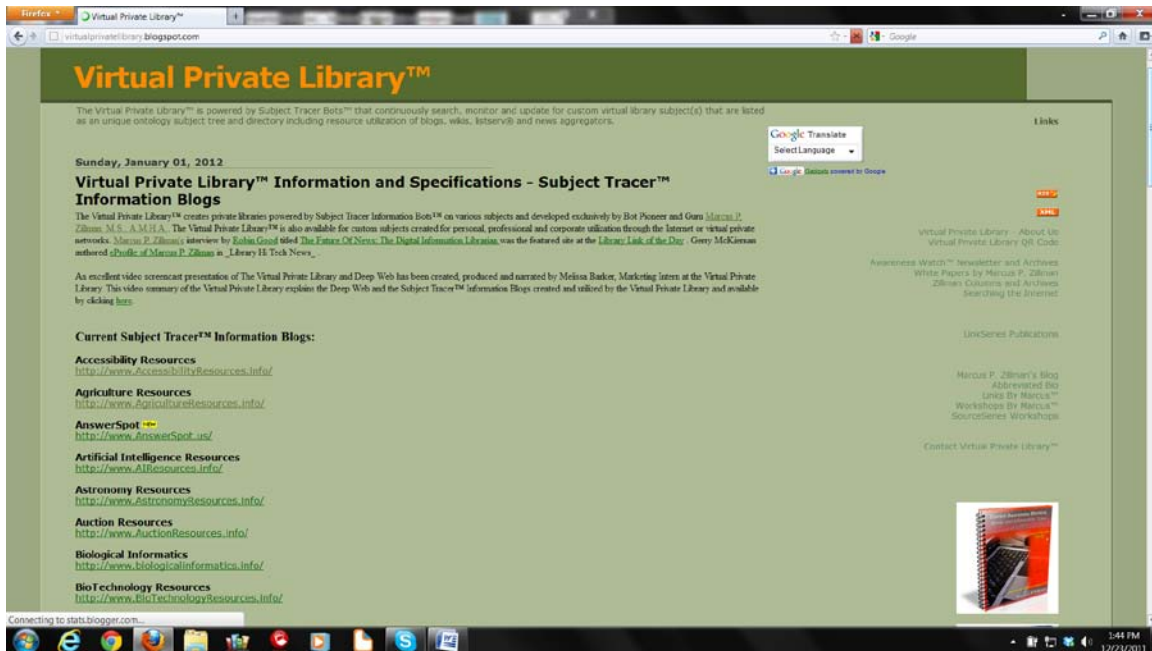 Firefox
Virtual Private Library™
virtualprivatelibrary.blogspot.com
Google
Virtual Private Library™
The Virtual Private Library™ is powered by Subject Tracer Bots™ that continuously search, monitor and update for custom virtual library subject(s) that are listed
as an unique ontology subject tree and directory including resource utilization of blogs, wikis, listserv® and news aggregators.
Links
Google Translate
Select Language
Google Gadgets powered by Google
Sunday, January 01, 2012
Virtual Private Library™ Information and Specifications - Subject Tracer™
Information Blogs
The Virtual Private Library™ creates private libraries powered by Subject Tracer Information Bots™ on various subjects and developed exclusively by Bot Pioneer and Guru Marcus P.
Zillman, M.S., A.M.H.A.. The Virtual Private Library™ is also available for custom subjects created for personal, professional and corporate utilization through the Internet or virtual private
networks. Marcus P. Zillman's interview by Robin Good titled The Future Of News: The Digital Information Librarian was the featured site at the Library Link of the Day . Gerry McKiernan
authored eProfile of Marcus P. Zillman in _Library Hi Tech News_ .
An excellent video screencast presentation of The Virtual Private Library and Deep Web has been created, produced and narrated by Melissa Barker, Marketing Intern at the Virtual Private
Library. This video summary of the Virtual Private Library explains the Deep Web and the Subject Tracer™ Information Blogs created and utilized by the Virtual Private Library and available
by clicking here.
XML
Virtual Private Library - About Us
Virtual Private Library QR Code
Awareness Watch™ Newsletter and Archives
White Papers by Marcus P. Zillman
Zillman Columns and Archives
Searching the Internet
LinkSeries Publications
Marcus P. Zillman's Blog
Abbreviated Bio
Links By Marcus™
Workshops By Marcus™
SourceSeries Workshops
Contact Virtual Private Library™
Current Subject Tracer™ Information Blogs:
Accessibility Resources
http://www.AccessibilityResources.info/
Agriculture Resources
http://www.AgricultureResources.info/
AnswerSpot NEW
http://www.AnswerSpot.us/
Artificial Intelligence Resources
http://www.AIResources.info/
Astronomy Resources
http://www.AstronomyResources.info/
Auction Resources
http://www.AuctionResources.info/
Biological Informatics
http://www.biologicalinformatics.info/
BioTechnology Resources
http://www.BioTechnologyResources.info/
Connecting to stats.blogger.com...
1:44 PM
12/23/2011